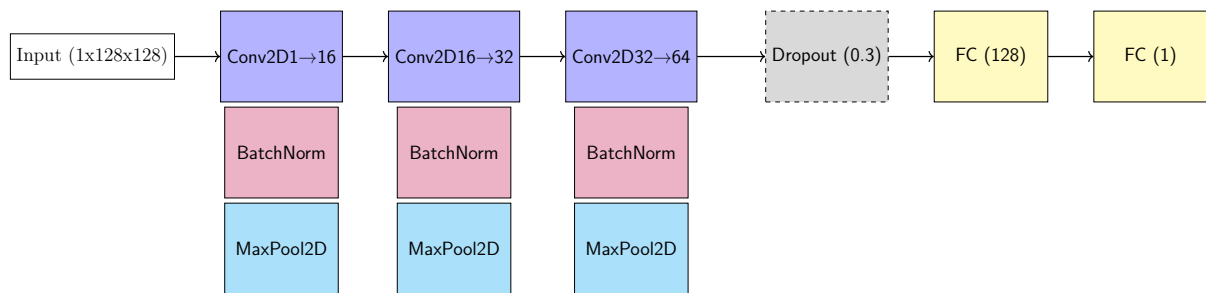 Input (1x128x128)
Conv2D1→16
Conv2D16→32
Conv2D32→64
Dropout (0.3)
FC (128)
FC (1)
BatchNorm
BatchNorm
BatchNorm
MaxPool2D
MaxPool2D
MaxPool2D